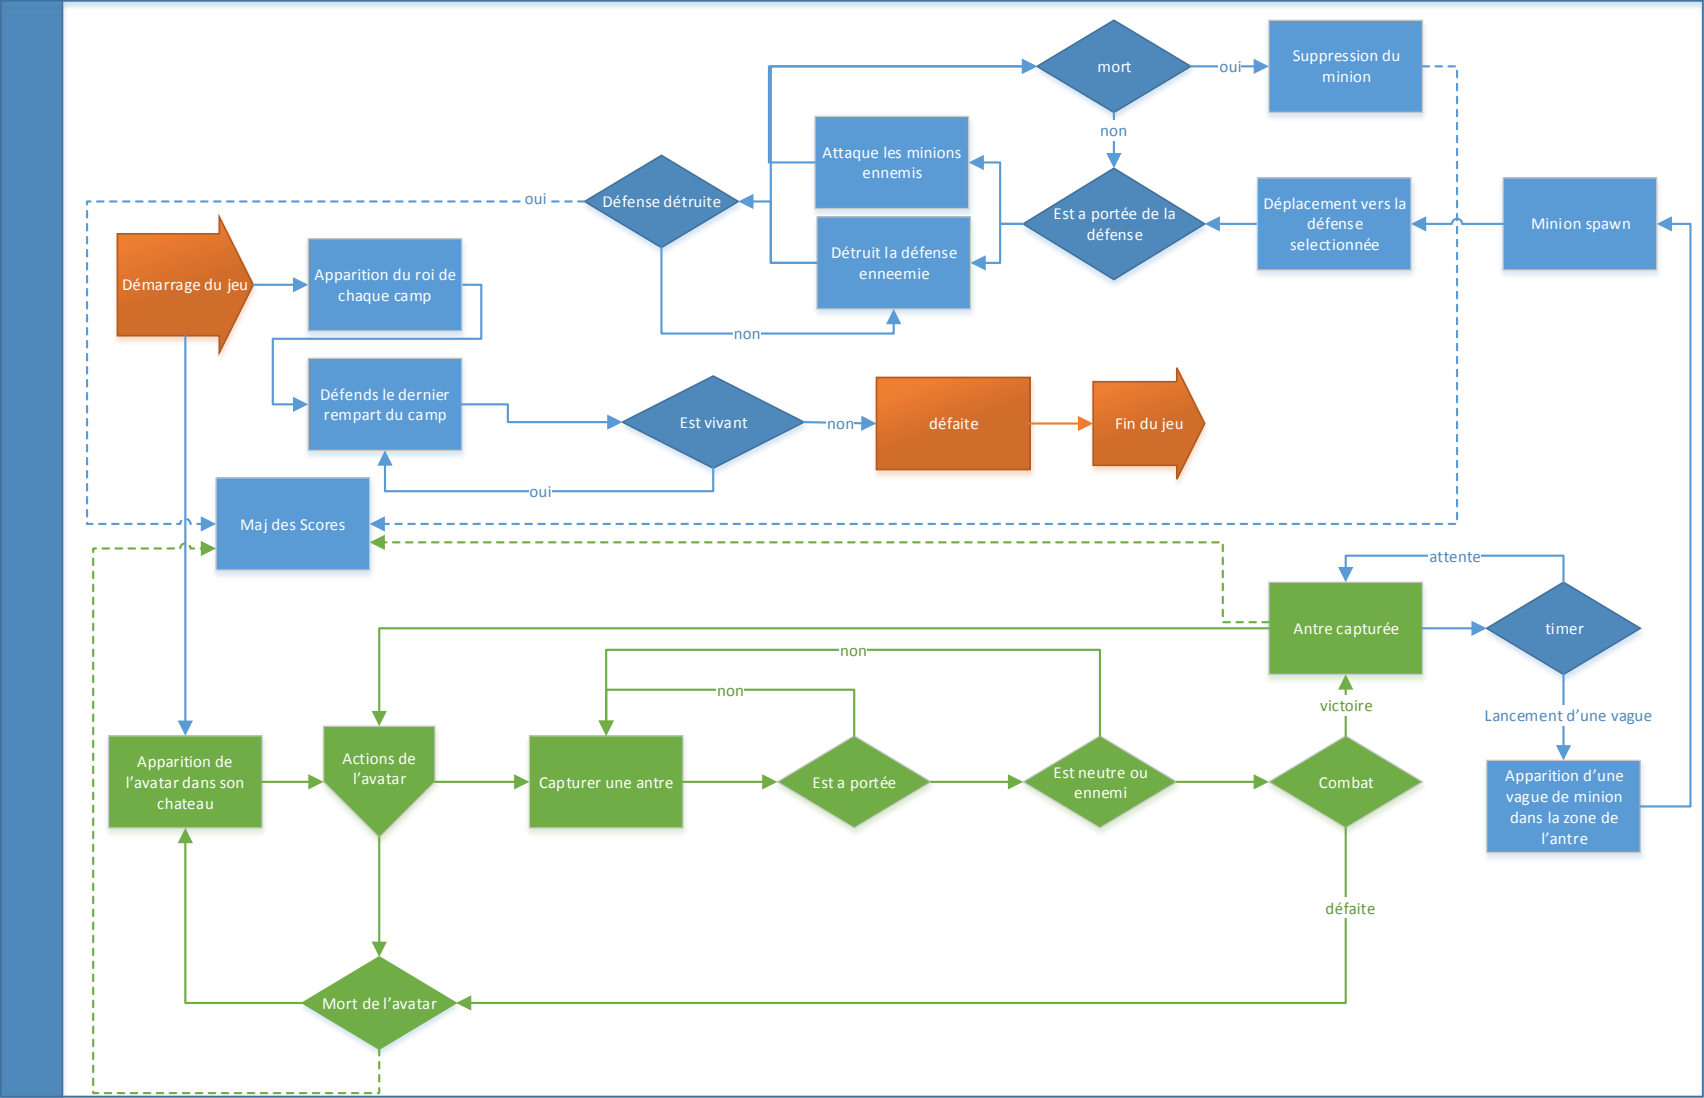 mort
oui
Suppression du
minion
non
Attaque les minions
ennemis
Défense détruite
oui
Est a portée de la
défense
Déplacement vers la
défense
selectionnée
Minion spawn
Détruit la défense
enneemie
non
Démarrage du jeu
Apparition du roi de
chaque camp
Défends le dernier
rempart du camp
Est vivant
non
défaite
Fin du jeu
oui
Maj des Scores
attente
Antre capturée
timer
non
non
victoire
Lancement d’une vague
Apparition de
l’avatar dans son
chateau
Actions de
l’avatar
Capturer une antre
Est a portée
Est neutre ou
ennemi
Combat
Apparition d’une
vague de minion
dans la zone de
l’antre
défaite
Mort de l’avatar